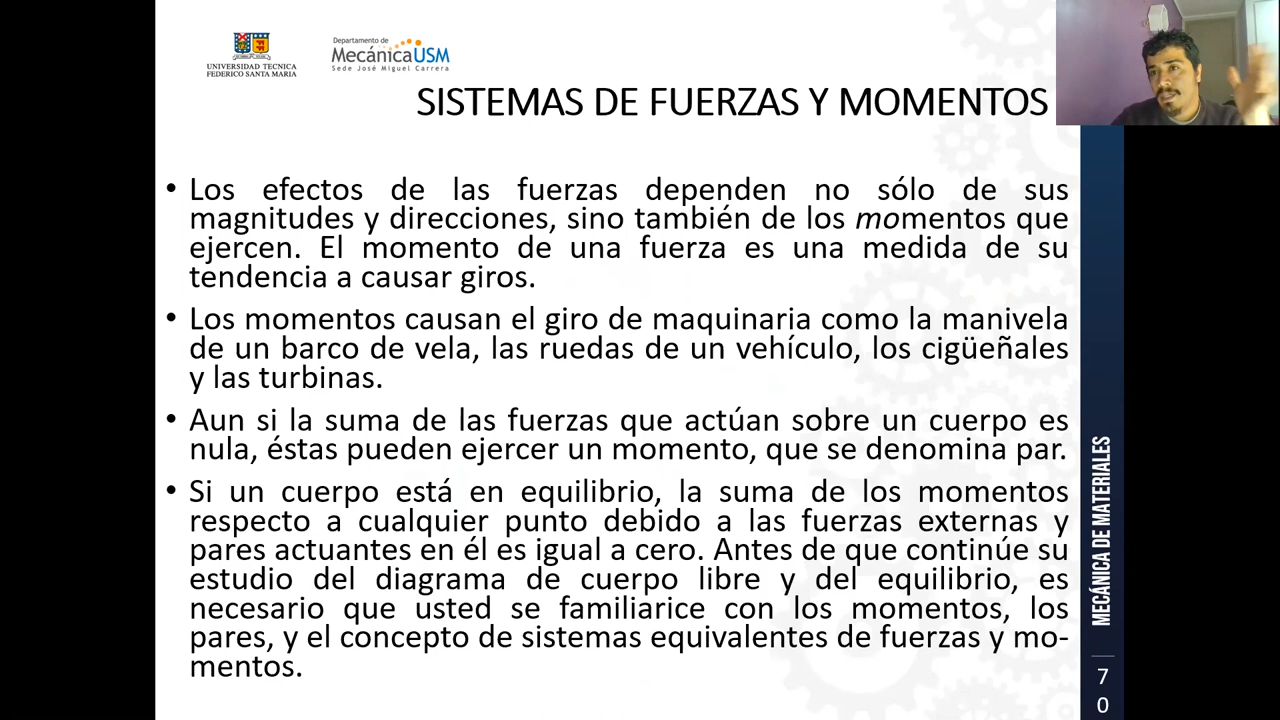 UNIVERSIDAD TECNICA
FEDERICO SANTA MARIA
Departamento de
MecánicaUSM
Sede José Miguel Carrera
SISTEMAS DE FUERZAS Y MOMENTOS
• Los efectos de las fuerzas dependen no sólo de sus
magnitudes y direcciones, sino también de los momentos que
ejercen. El momento de una fuerza es una medida de su
tendencia a causar giros.
• Los momentos causan el giro de maquinaria como la manivela
de un barco de vela, las ruedas de un vehículo, los cigüeñales
y las turbinas.
• Aun si la suma de las fuerzas que actúan sobre un cuerpo es
nula, éstas pueden ejercer un momento, que se denomina par.
• Si un cuerpo está en equilibrio, la suma de los momentos
respecto a cualquier punto debido a las fuerzas externas y
pares actuantes en él es igual a cero. Antes de que continúe su
estudio del diagrama de cuerpo libre y del equilibrio, es
necesario que usted se familiarice con los momentos, los
pares, y el concepto de sistemas equivalentes de fuerzas y mo-
mentos.
MECÁNICA DE MATERIALES
7
0